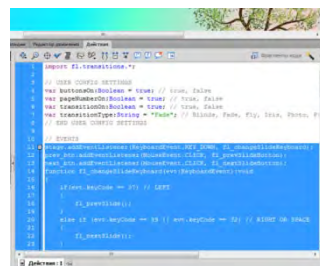 Редактор движения Действия
import fl.transitions.*;
// USER CONFIG SETTINGS
var buttonsOn:Boolean = true; // true, false
var pageNumberOn:Boolean = true; // true, false
var transitionOn:Boolean = true; // true, false
var transitionType:String = "Fade"; // Blinds, Fade, Fly, Iris, Photo,
// END USER CONFIG SETTINGS
// EVENTS
stage.addEventListener(KeyboardEvent.KEY_DOWN, fl_changeSlideKeyboard);
prev_btn.addEventListener(MouseEvent.CLICK, fl_prevSlideButton);
next_btn.addEventListener(MouseEvent.CLICK, fl_nextSlideButton);
function fl_changeSlideKeyboard(evt:KeyboardEvent):void
{
if(evt.keyCode == 37) // LEFT
{
fl_prevSlide();
}
else if (evt.keyCode == 39 || evt.keyCode == 32) // RIGHT OR SPACE
{
fl_nextSlide();
}
Действия: 1